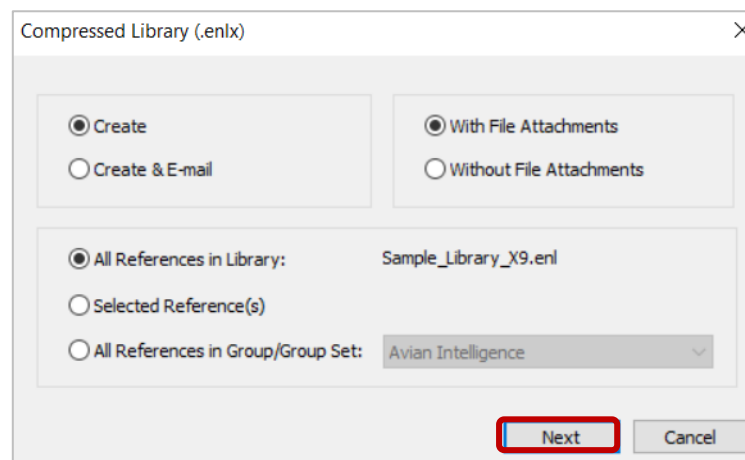 Compressed Library (.enlx)
Create
Create & E-mail
With File Attachments
Without File Attachments
All References in Library: Sample_Library_X9.enl
Selected Reference(s)
All References in Group/Group Set: Avian Intelligence
Next Cancel